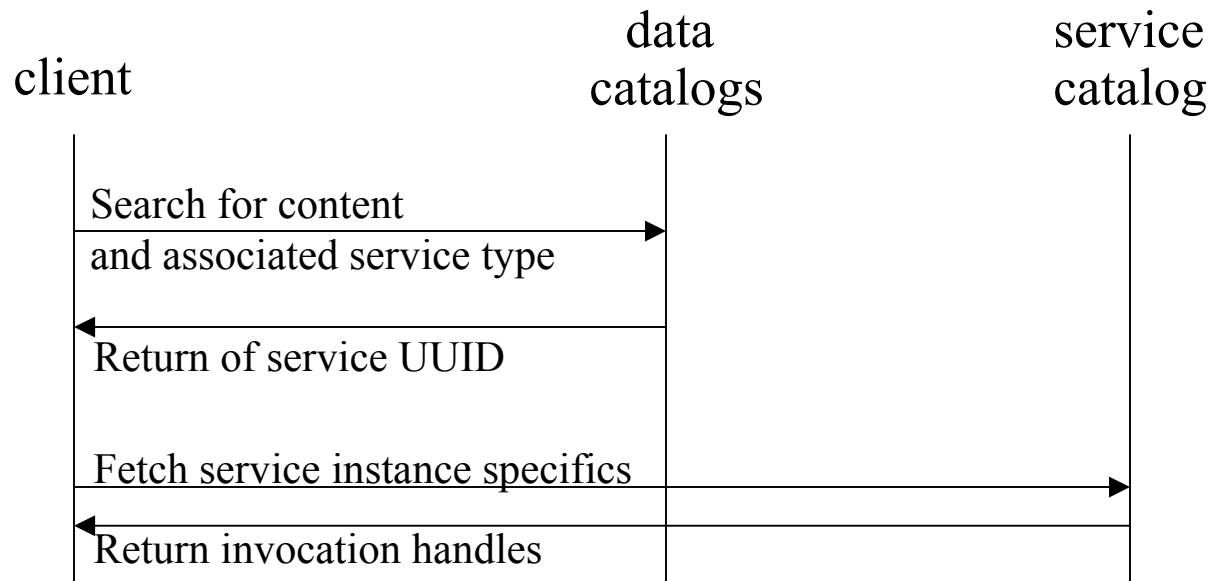 client
data
catalogs
service
catalog
Search for content
and associated service type
Return of service UUID
Fetch service instance specifics
Return invocation handles